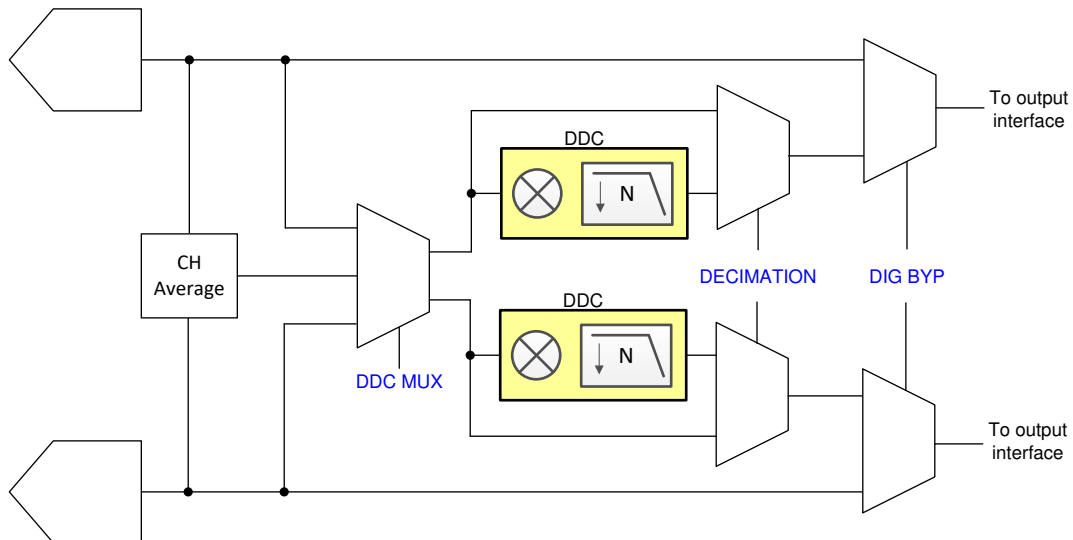 To output
interface
DDC
N
CH
Average
DECIMATION
DIG BYP
DDC
N
DDC MUX
To output
interface